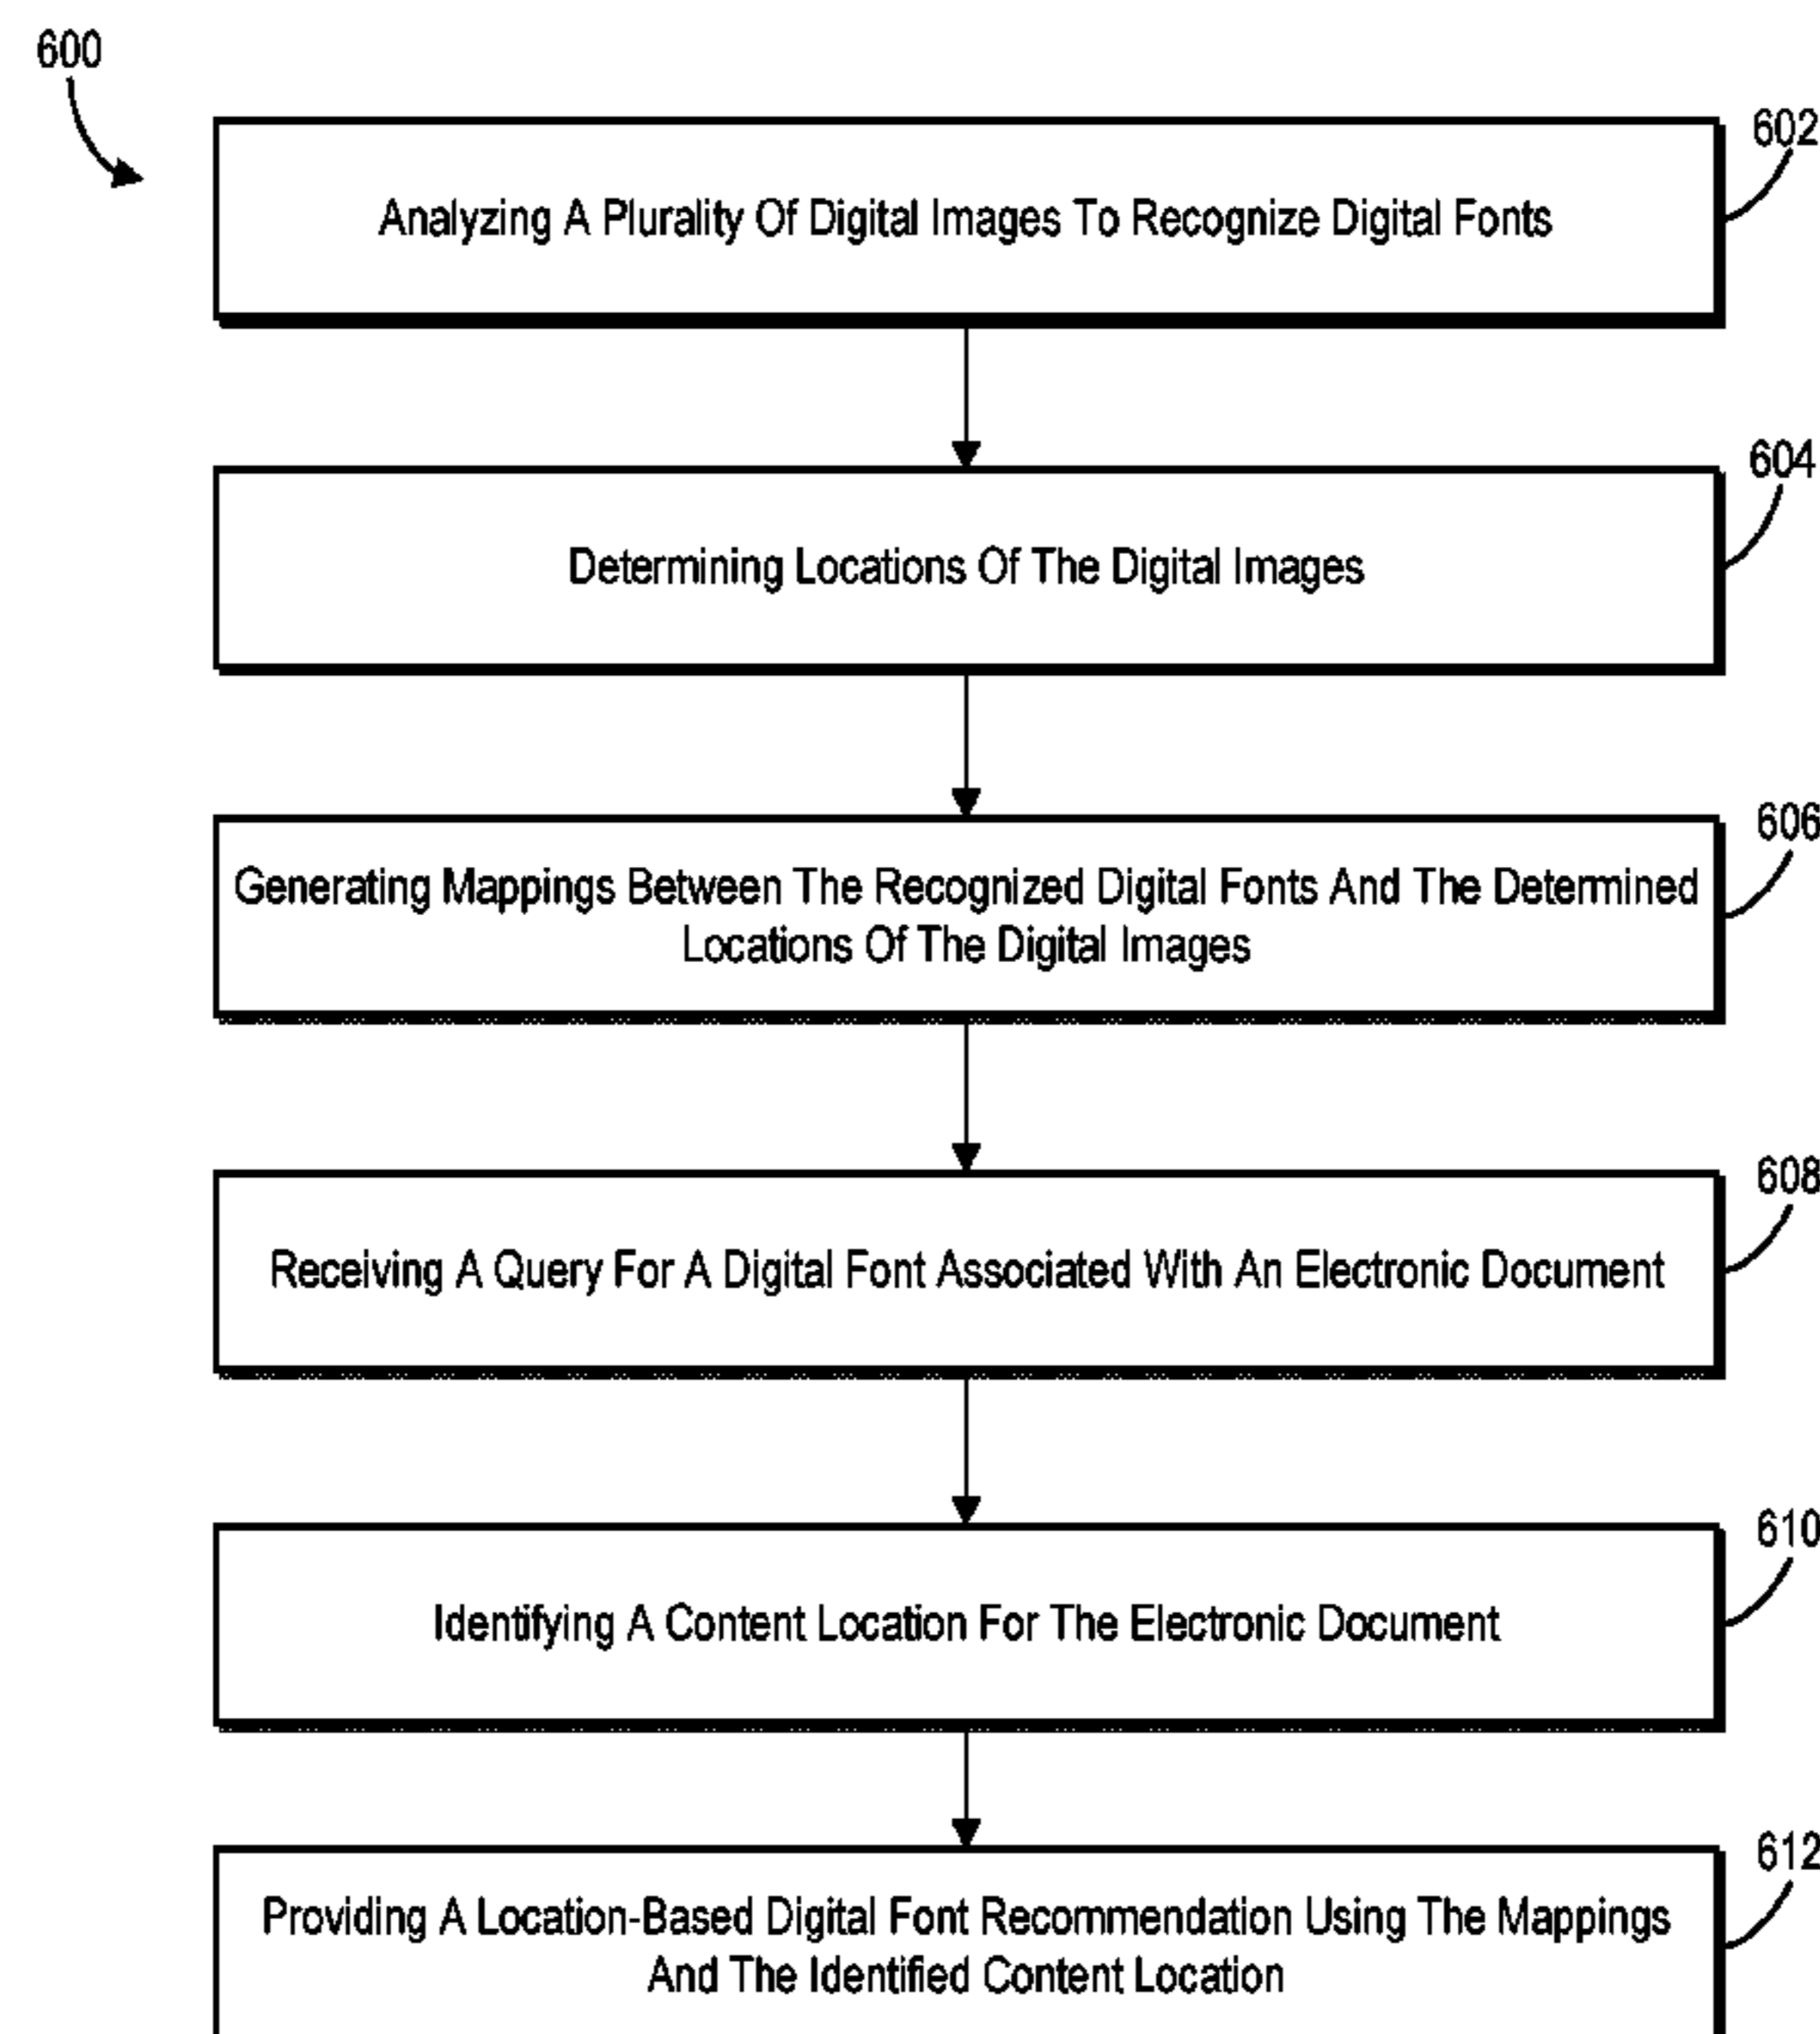 600
602
Analyzing A Plurality Of Digital Images To Recognize Digital Fonts
604
Determining Locations Of The Digital Images
606
Generating Mappings Between The Recognized Digital Fonts And The Determined
Locations Of The Digital Images
608
Receiving A Query For A Digital Font Associated With An Electronic Document
610
Identifying A Content Location For The Electronic Document
612
Providing A Location-Based Digital Font Recommendation Using The Mappings
And The Identified Content Location